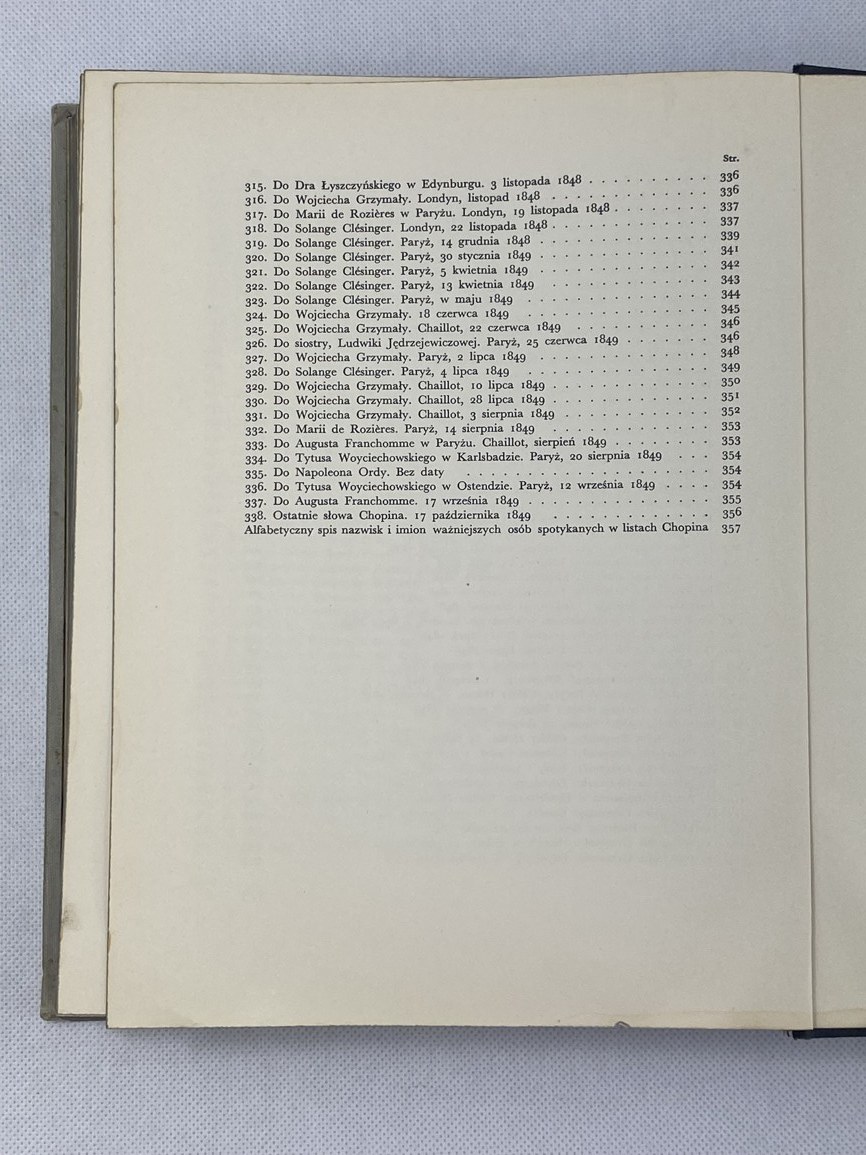 Str.
315. Do Dra Łyszczyńskiego w Edynburgu. 3 listopada 1848 . . . . . . . . . . 336
316. Do Wojciecha Grzymały. Londyn, listopad 1848 . . . . . . . . . . . . . 336
317. Do Marii de Rozières w Paryżu. Londyn, 19 listopada 1848 . . . . . . . . 337
318. Do Solange Clésinger. Londyn, 22 listopada 1848 . . . . . . . . . . . . . 337
319. Do Solange Clésinger. Paryż, 14 grudnia 1848 . . . . . . . . . . . . . . 339
320. Do Solange Clésinger. Paryż, 30 stycznia 1849 . . . . . . . . . . . . . . 341
321. Do Solange Clésinger. Paryż, 5 kwietnia 1849 . . . . . . . . . . . . . . 342
322. Do Solange Clésinger. Paryż, 13 kwietnia 1849 . . . . . . . . . . . . . 343
323. Do Solange Clésinger. Paryż, w maju 1849 . . . . . . . . . . . . . . . 344
324. Do Wojciecha Grzymały. 18 czerwca 1849 . . . . . . . . . . . . . . . 345
325. Do Wojciecha Grzymały. Chaillot, 22 czerwca 1849 . . . . . . . . . . . 346
326. Do siostry, Ludwiki Jędrzejewiczowej. Paryż, 25 czerwca 1849 . . . . . . . 346
327. Do Wojciecha Grzymały. Paryż, 2 lipca 1849 . . . . . . . . . . . . . . 348
328. Do Solange Clésinger. Paryż, 4 lipca 1849 . . . . . . . . . . . . . . . 349
329. Do Wojciecha Grzymały. Chaillot, 10 lipca 1849 . . . . . . . . . . . . . 350
330. Do Wojciecha Grzymały. Chaillot, 28 lipca 1849 . . . . . . . . . . . . . 351
331. Do Wojciecha Grzymały. Chaillot, 3 sierpnia 1849 . . . . . . . . . . . . 352
332. Do Marii de Rozières. Paryż, 14 sierpnia 1849 . . . . . . . . . . . . . 353
333. Do Augusta Franchomme w Paryżu. Chaillot, sierpień 1849 . . . . . . . . 353
334. Do Tytusa Woyciechowskiego w Karlsbadzie. Paryż, 20 sierpnia 1849 . . . 354
335. Do Napoleona Ordy. Bez daty . . . . . . . . . . . . . . . . . . 354
336. Do Tytusa Woyciechowskiego w Ostendzie. Paryż, 12 września 1849 . . . . 354
337. Do Augusta Franchomme. 17 września 1849 . . . . . . . . . . . . . . . 355
338. Ostatnie słowa Chopina. 17 października 1849 . . . . . . . . . . . . . 356
Alfabetyczny spis nazwisk i imion ważniejszych osób spotykanych w listach Chopina 357